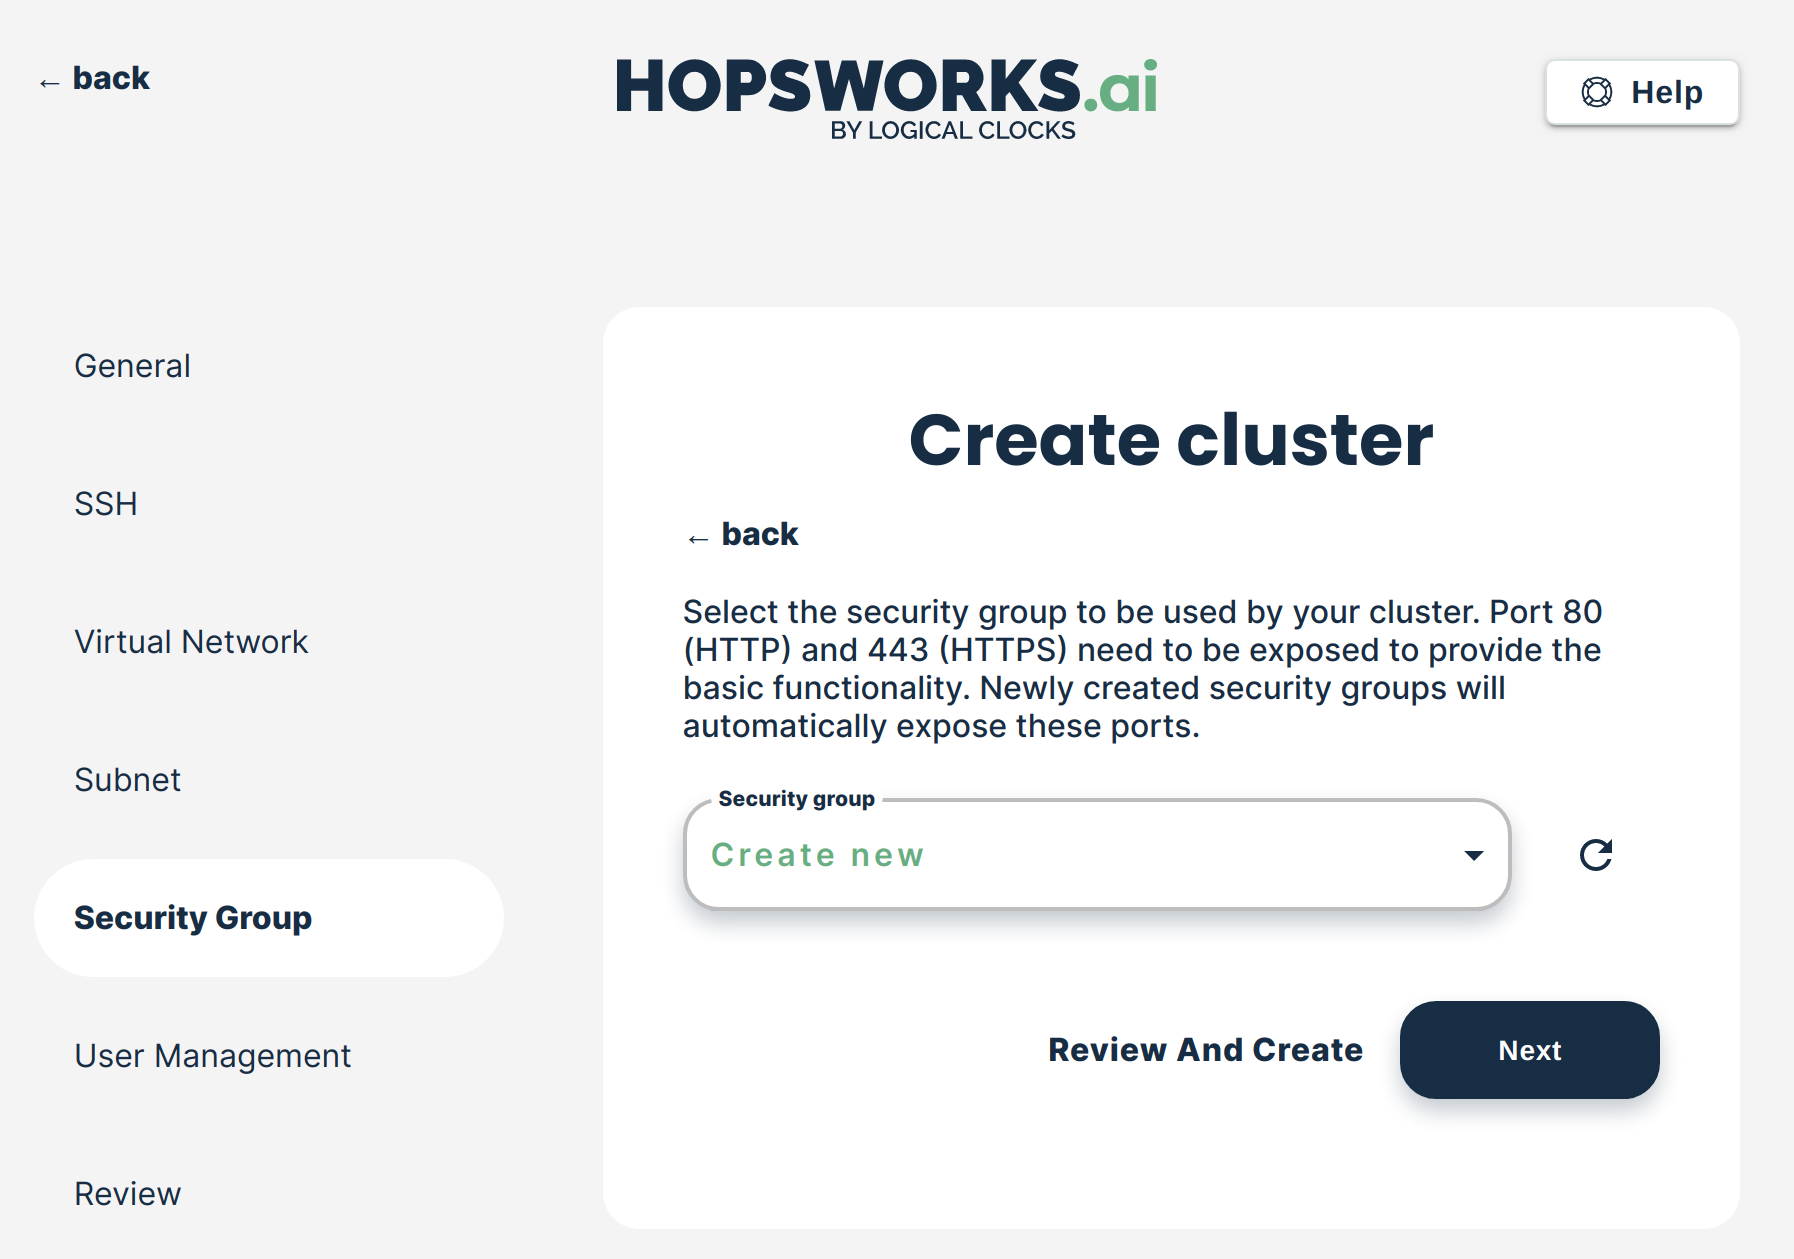 ← back
HOPSWORKS.ai
BY LOGICAL CLOCKS
Help
General
SSH
Virtual Network
Subnet
Security Group
User Management
Review
Create cluster
← back
Select the security group to be used by your cluster. Port 80
(HTTP) and 443 (HTTPS) need to be exposed to provide the
basic functionality. Newly created security groups will
automatically expose these ports.
Security group
Create new
Review And Create
Next